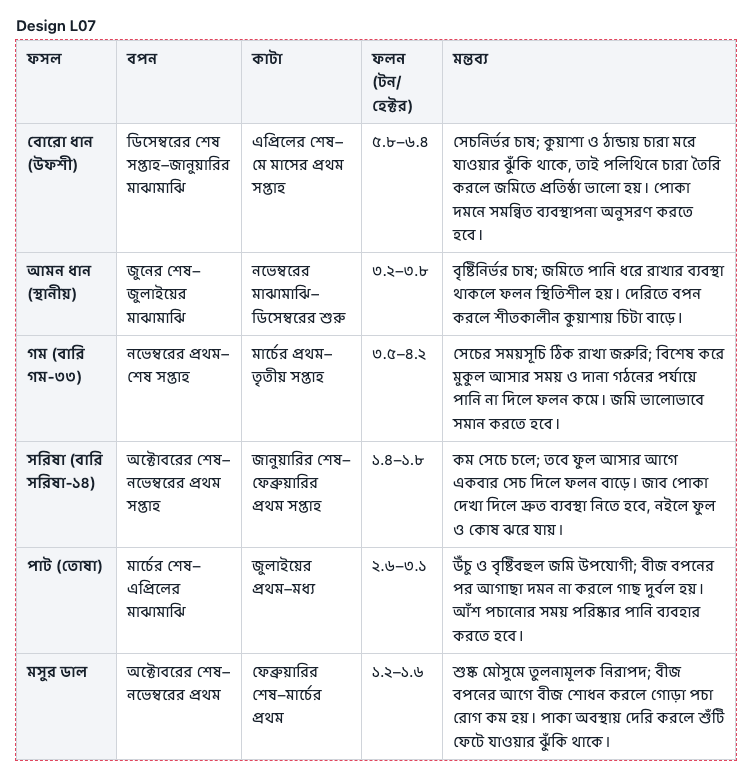 Design L07
ফসল
বপন
কাটা
ফলন
(টন/
হেক্টর)
মন্তব্য
বোরো ধান
(উফশী)
ডিসেম্বরের শেষ
সপ্তাহ–জানুয়ারির
মাঝামাঝি
এপ্রিলের শেষ–
মে মাসের প্রথম
সপ্তাহ
৫.৮–৬.৪
সেচনির্ভর চাষ; কুয়াশা ও ঠান্ডায় চারা মরে
যাওয়ার ঝুঁকি থাকে, তাই পলিথিনে চারা তৈরি
করলে জমিতে প্রতিষ্ঠা ভালো হয়। পোকা
দমনে সমন্বিত ব্যবস্থাপনা অনুসরণ করতে
হবে।
আমন ধান
(স্থানীয়)
জুনের শেষ–
জুলাইয়ের
মাঝামাঝি
নভেম্বরের
মাঝামাঝি–
ডিসেম্বরের শুরু
৩.২–৩.৮
বৃষ্টিনির্ভর চাষ; জমিতে পানি ধরে রাখার ব্যবস্থা
থাকলে ফলন স্থিতিশীল হয়। দেরিতে বপন
করলে শীতকালীন কুয়াশায় চিটা বাড়ে।
গম (বারি
গম-৩৩)
নভেম্বরের প্রথম–
শেষ সপ্তাহ
মার্চের প্রথম–
তৃতীয় সপ্তাহ
৩.৫–৪.২
সেচের সময়সূচি ঠিক রাখা জরুরি; বিশেষ করে
মুকুল আসার সময় ও দানা গঠনের পর্যায়ে
পানি না দিলে ফলন কমে। জমি ভালোভাবে
সমান করতে হবে।
সরিষা (বারি
সরিষা-১৪)
অক্টোবরের শেষ–
নভেম্বরের প্রথম
সপ্তাহ
জানুয়ারির শেষ–
ফেব্রুয়ারির
প্রথম সপ্তাহ
১.৪–১.৮
কম সেচে চলে; তবে ফুল আসার আগে
একবার সেচ দিলে ফলন বাড়ে। জাব পোকা
দেখা দিলে দ্রুত ব্যবস্থা নিতে হবে, নইলে ফুল
ও কোষ ঝরে যায়।
পাট (তোষা)
মার্চের শেষ–
এপ্রিলের
মাঝামাঝি
জুলাইয়ের
প্রথম–মধ্য
২.৬–৩.১
উঁচু ও বৃষ্টিবহুল জমি উপযোগী; বীজ বপনের
পর আগাছা দমন না করলে গাছ দুর্বল হয়।
আঁশ পচানোর সময় পরিষ্কার পানি ব্যবহার
করতে হবে।
মসুর ডাল
অক্টোবরের শেষ–
নভেম্বরের প্রথম
ফেব্রুয়ারির
শেষ–মার্চের
প্রথম
১.২–১.৬
শুষ্ক মৌসুমে তুলনামূলক নিরাপদ; বীজ
বপনের আগে বীজ শোধন করলে গোড়া পচা
রোগ কম হয়। পাকা অবস্থায় দেরি করলে শুঁটি
ফেটে যাওয়ার ঝুঁকি থাকে।